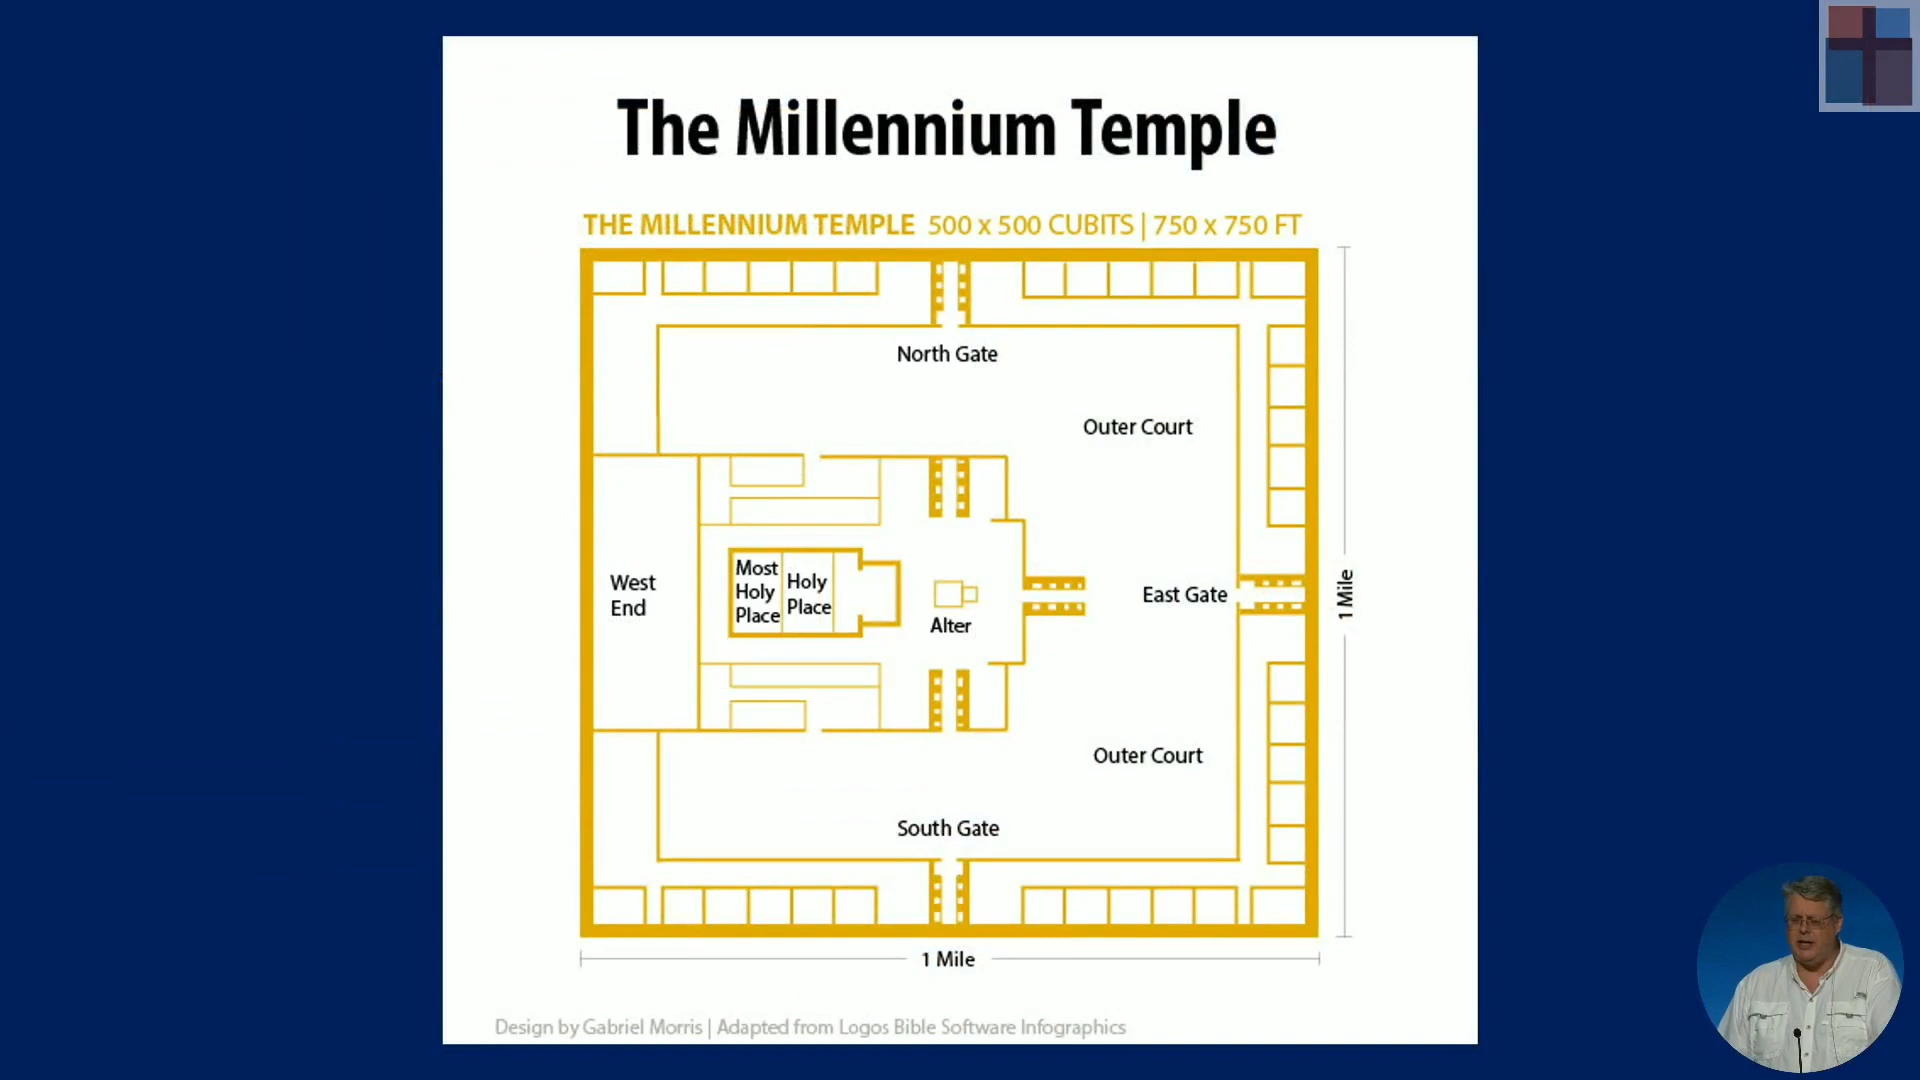 The Millennium Temple
THE MILLENNIUM TEMPLE 500 x 500 CUBITS | 750 x 750 FT
North Gate
Outer Court
West
End
Most
Holy
Place
Holy
Place
Alter
East Gate
1 Mile
Outer Court
South Gate
1 Mile
Design by Gabriel Morris | Adapted from Logos Bible Software Infographics